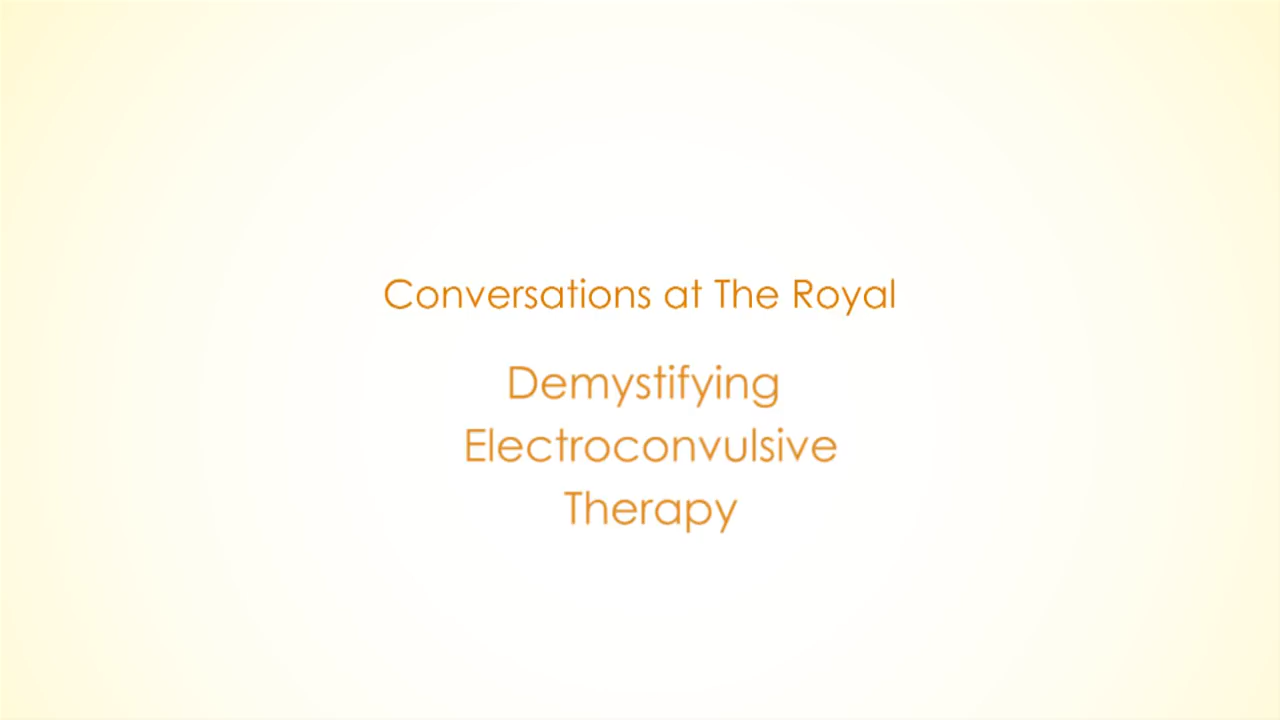 Conversations at The Royal
Demystifying
Electroconvulsive
Therapy